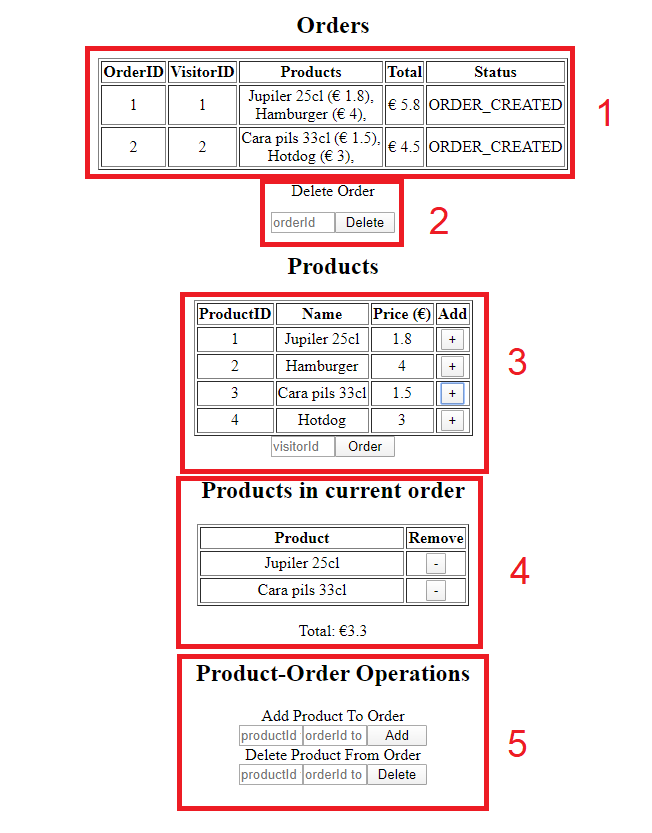 Orders
OrderID VisitorID Products Total Status
1 1 Jupiler 25cl (€ 1.8), Hamburger (€ 4), € 5.8 ORDER_CREATED
1
2 2 Cara pils 33cl (€ 1.5), Hotdog (€ 3), € 4.5 ORDER_CREATED
Delete Order
orderId Delete
2
Products
ProductID Name Price (€) Add
1 Jupiler 25cl 1.8 +
2 Hamburger 4 +
3
3 Cara pils 33cl 1.5 +
4 Hotdog 3 +
visitorId Order
Products in current order
Product Remove
Jupiler 25cl -
4
Cara pils 33cl -
Total: €3.3
Product-Order Operations
Add Product To Order
productId orderId to Add
5
Delete Product From Order
productId orderId to Delete